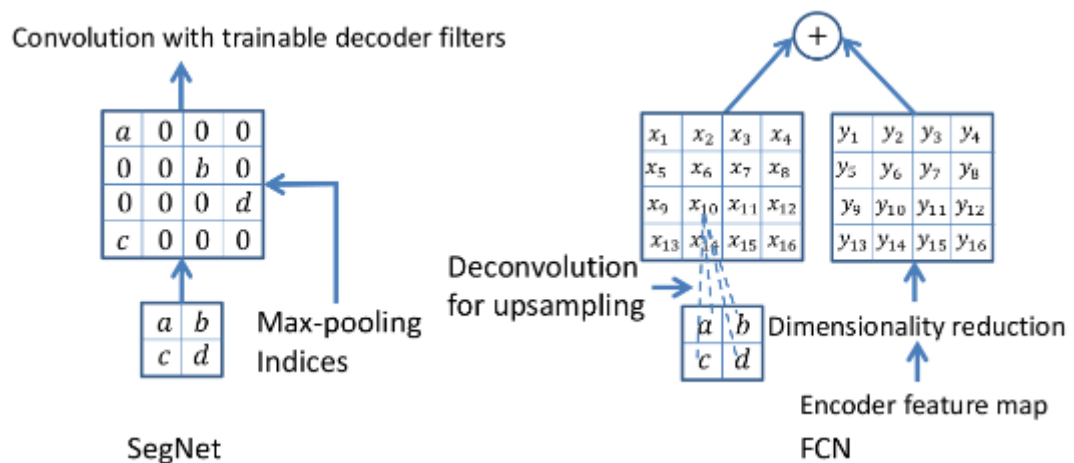 Convolution with trainable decoder filters
a 0 0 0
0 0 b 0
0 0 0 d
c 0 0 0
a b
c d
Max-pooling
Indices
SegNet
+
x₁ x₂ x₃ x₄
x₅ x₆ x₇ x₈
x₉ x₁₀ x₁₁ x₁₂
x₁₃ x₁₄ x₁₅ x₁₆
y₁ y₂ y₃ y₄
y₅ y₆ y₇ y₈
y₉ y₁₀ y₁₁ y₁₂
y₁₃ y₁₄ y₁₅ y₁₆
Deconvolution
for upsampling
a b
c d
Dimensionality reduction
Encoder feature map
FCN